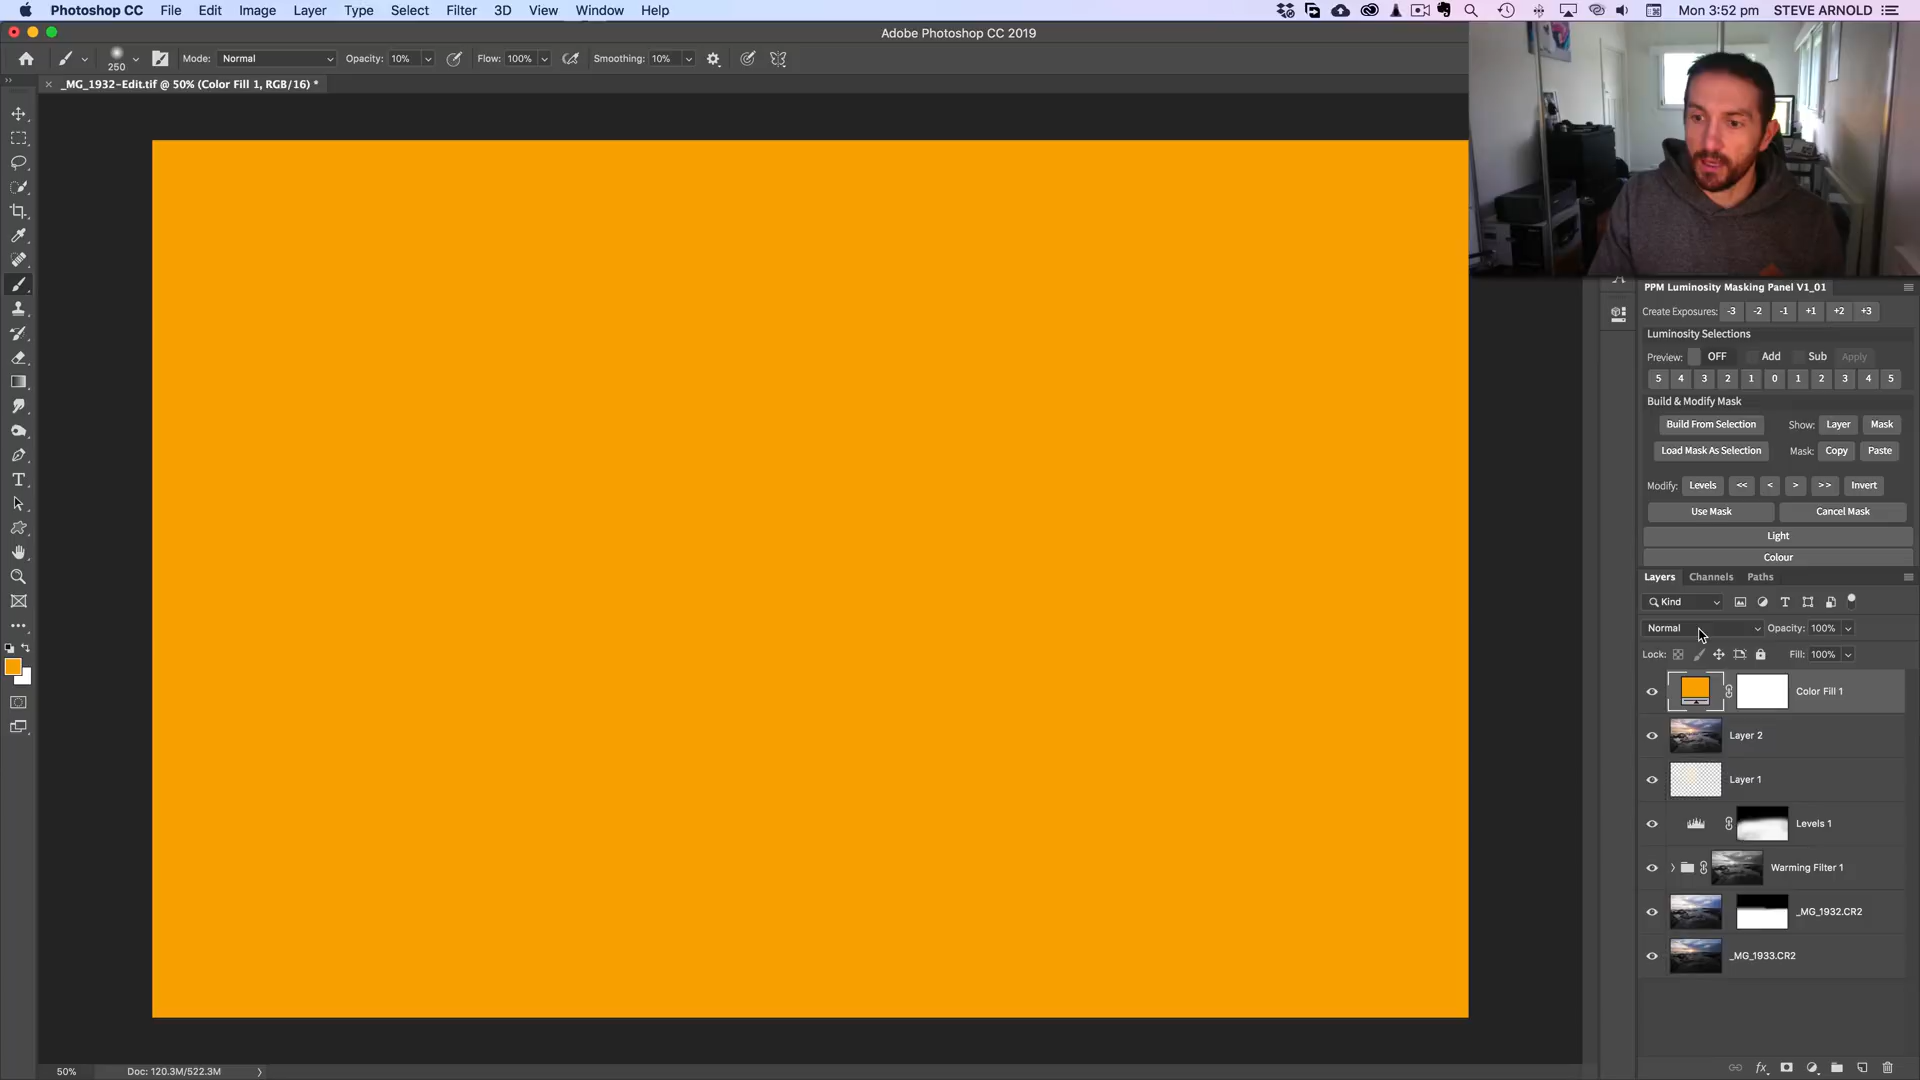 Photoshop CC File Edit Image Layer Type Select Filter 3D View Window Help Mon 3:52 pm STEVE ARNOLD
Adobe Photoshop CC 2019
250 Mode: Normal Opacity: 10% Flow: 100% Smoothing: 10%
_MG_1932-Edit.tif @ 50% (Color Fill 1, RGB/16) *
PPM Luminosity Masking Panel V1_01
Create Exposures: -3 -2 -1 +1 +2 +3
Luminosity Selections
Preview: OFF Add Sub Apply
5 4 3 2 1 0 1 2 3 4 5
Build & Modify Mask
Build From Selection Show: Layer Mask
Load Mask As Selection Mask: Copy Paste
Modify: Levels << < > >> Invert
Use Mask Cancel Mask
Light
Colour
Layers Channels Paths
Kind
Normal Opacity: 100%
Lock: Fill: 100%
Color Fill 1
Layer 2
Layer 1
Levels 1
Warming Filter 1
_MG_1932.CR2
_MG_1933.CR2
50% Doc: 120.3M/522.3M